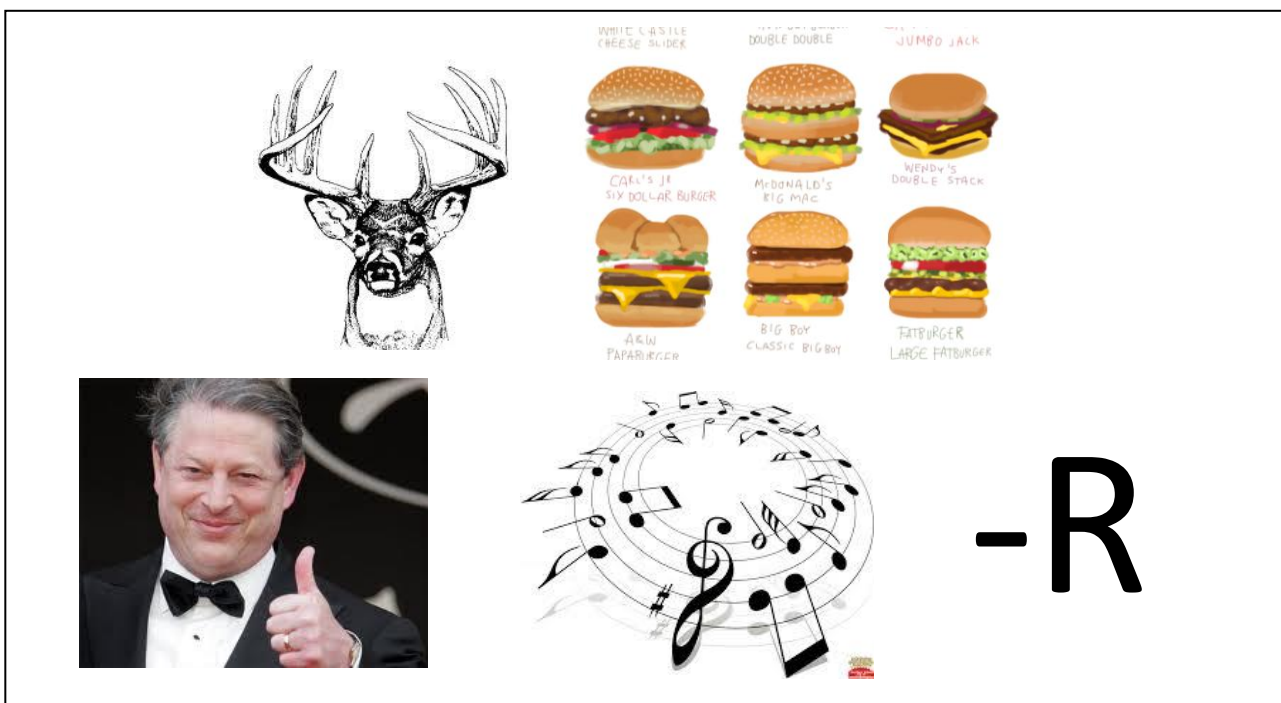 WHITE CASTLE
CHEESE SLIDER
DOUBLE DOUBLE
JUMBO JACK
CARL'S JR
SIX DOLLAR BURGER
McDONALD'S
BIG MAC
WENDY'S
DOUBLE STACK
A&W
PAPABURGER
BIG BOY
CLASSIC BIG BOY
FATBURGER
LARGE FATBURGER
-R